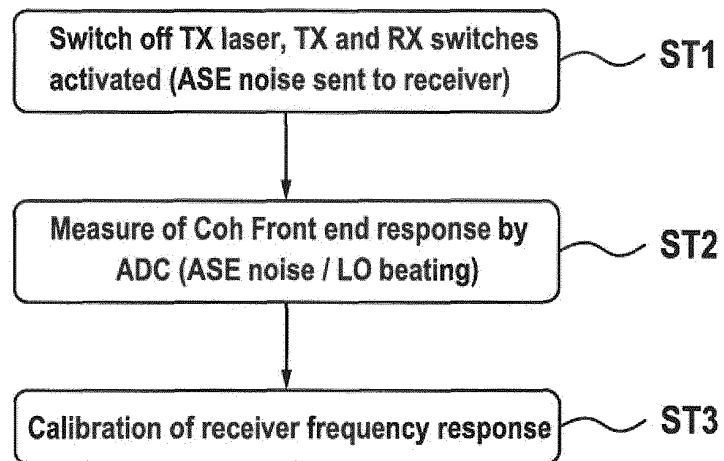 Switch off TX laser, TX and RX switches
activated (ASE noise sent to receiver)
ST1
Measure of Coh Front end response by
ADC (ASE noise / LO beating)
ST2
Calibration of receiver frequency response
ST3